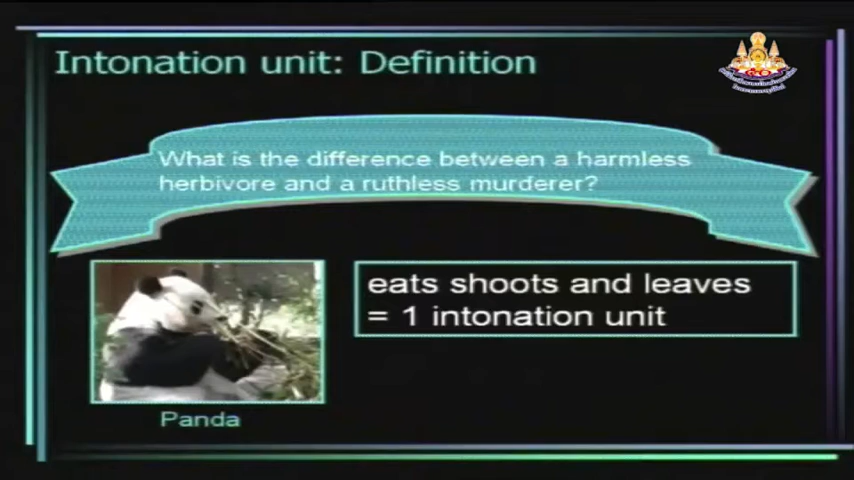 Intonation unit: Definition
What is the difference between a harmless
herbivore and a ruthless murderer?
eats shoots and leaves
= 1 intonation unit
Panda